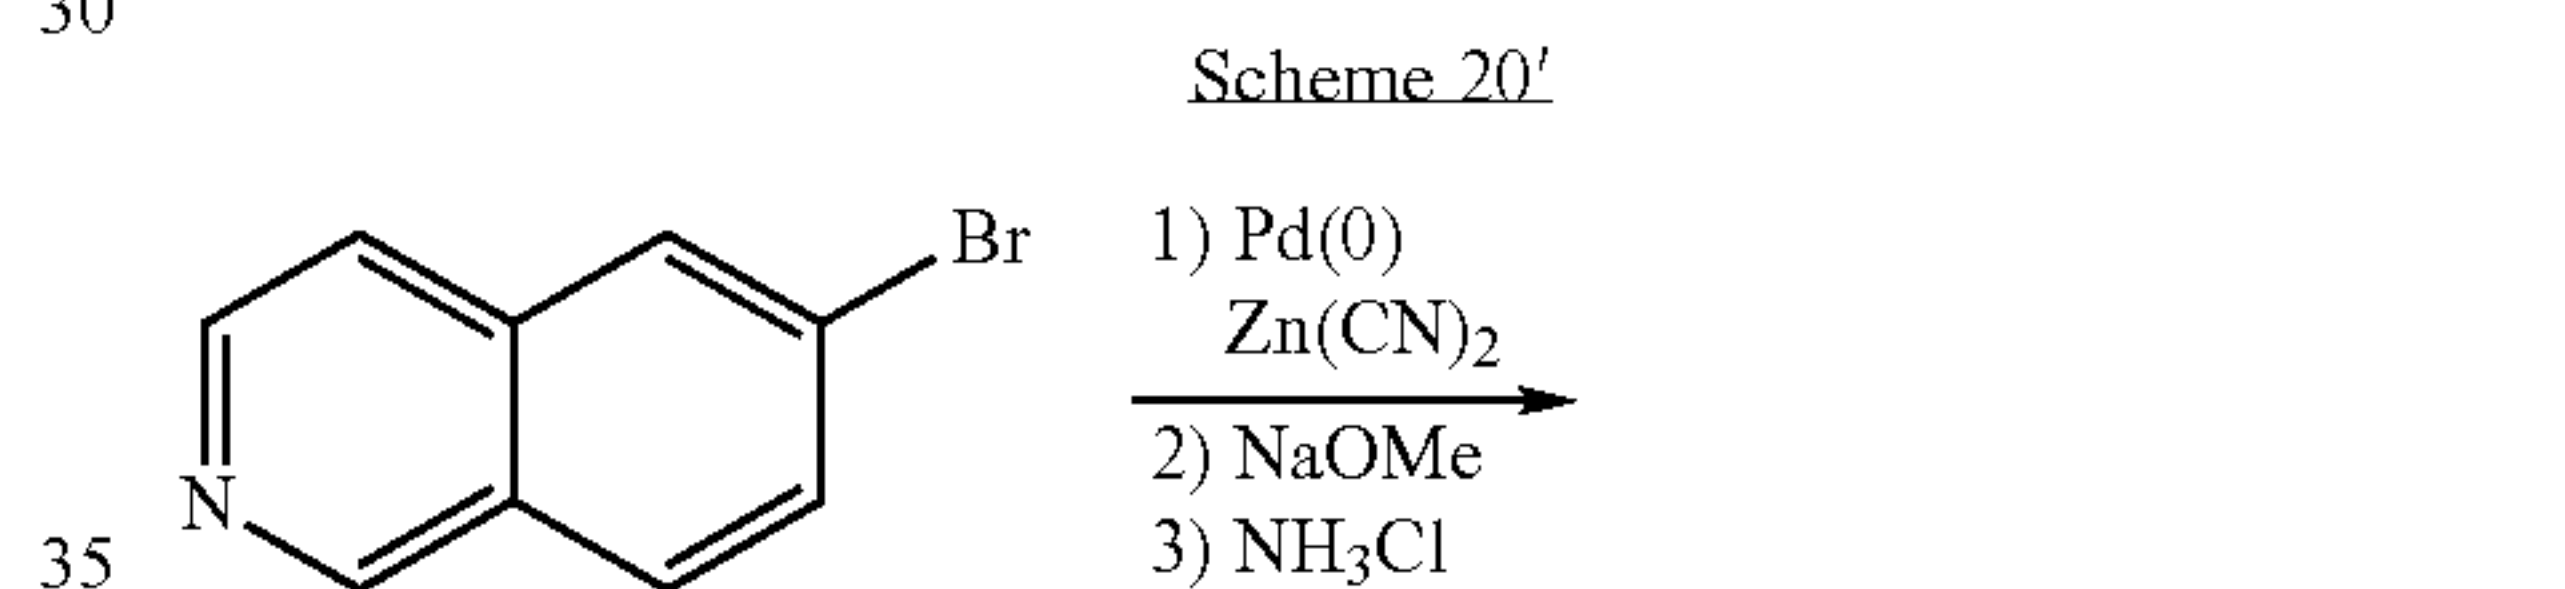 30
Scheme 20′
Br
1) Pd(0)
Zn(CN)2
2) NaOMe
N
35
3) NH3Cl